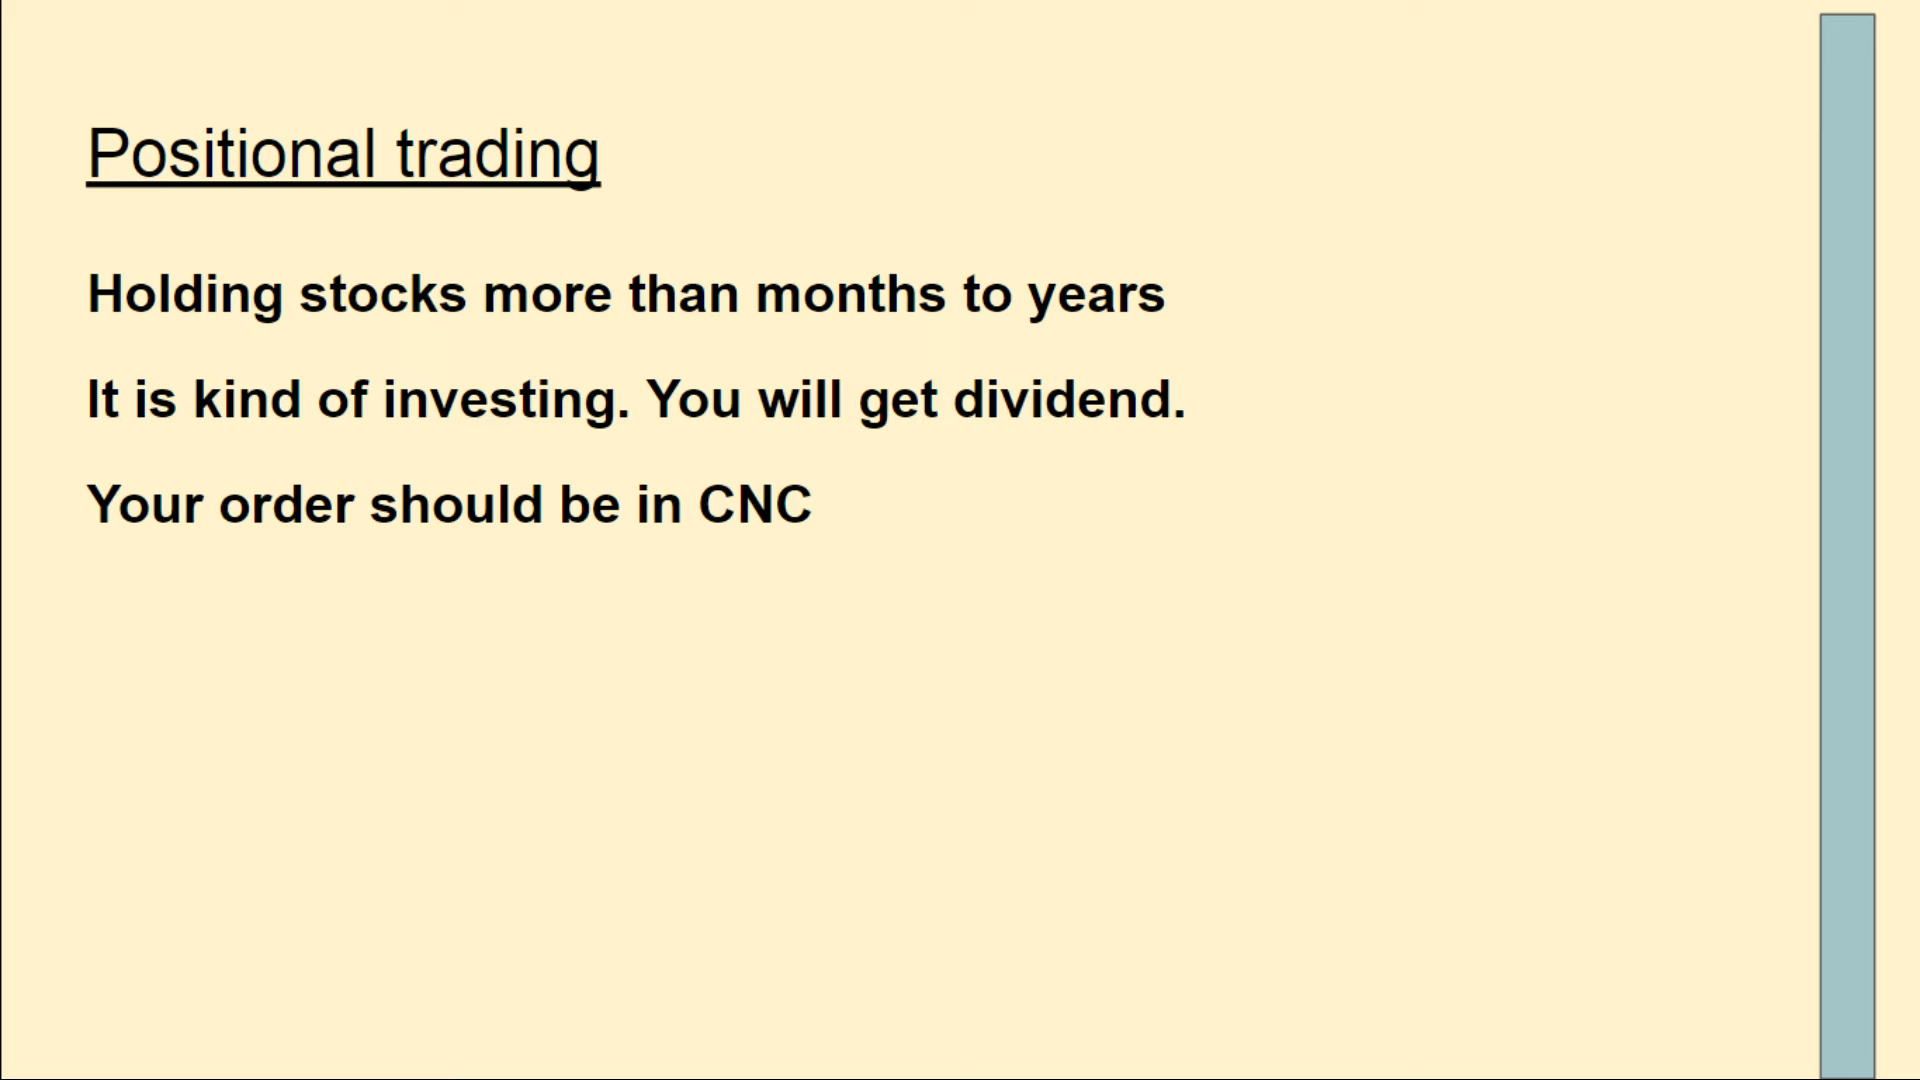 Positional trading
Holding stocks more than months to years
It is kind of investing. You will get dividend.
Your order should be in CNC